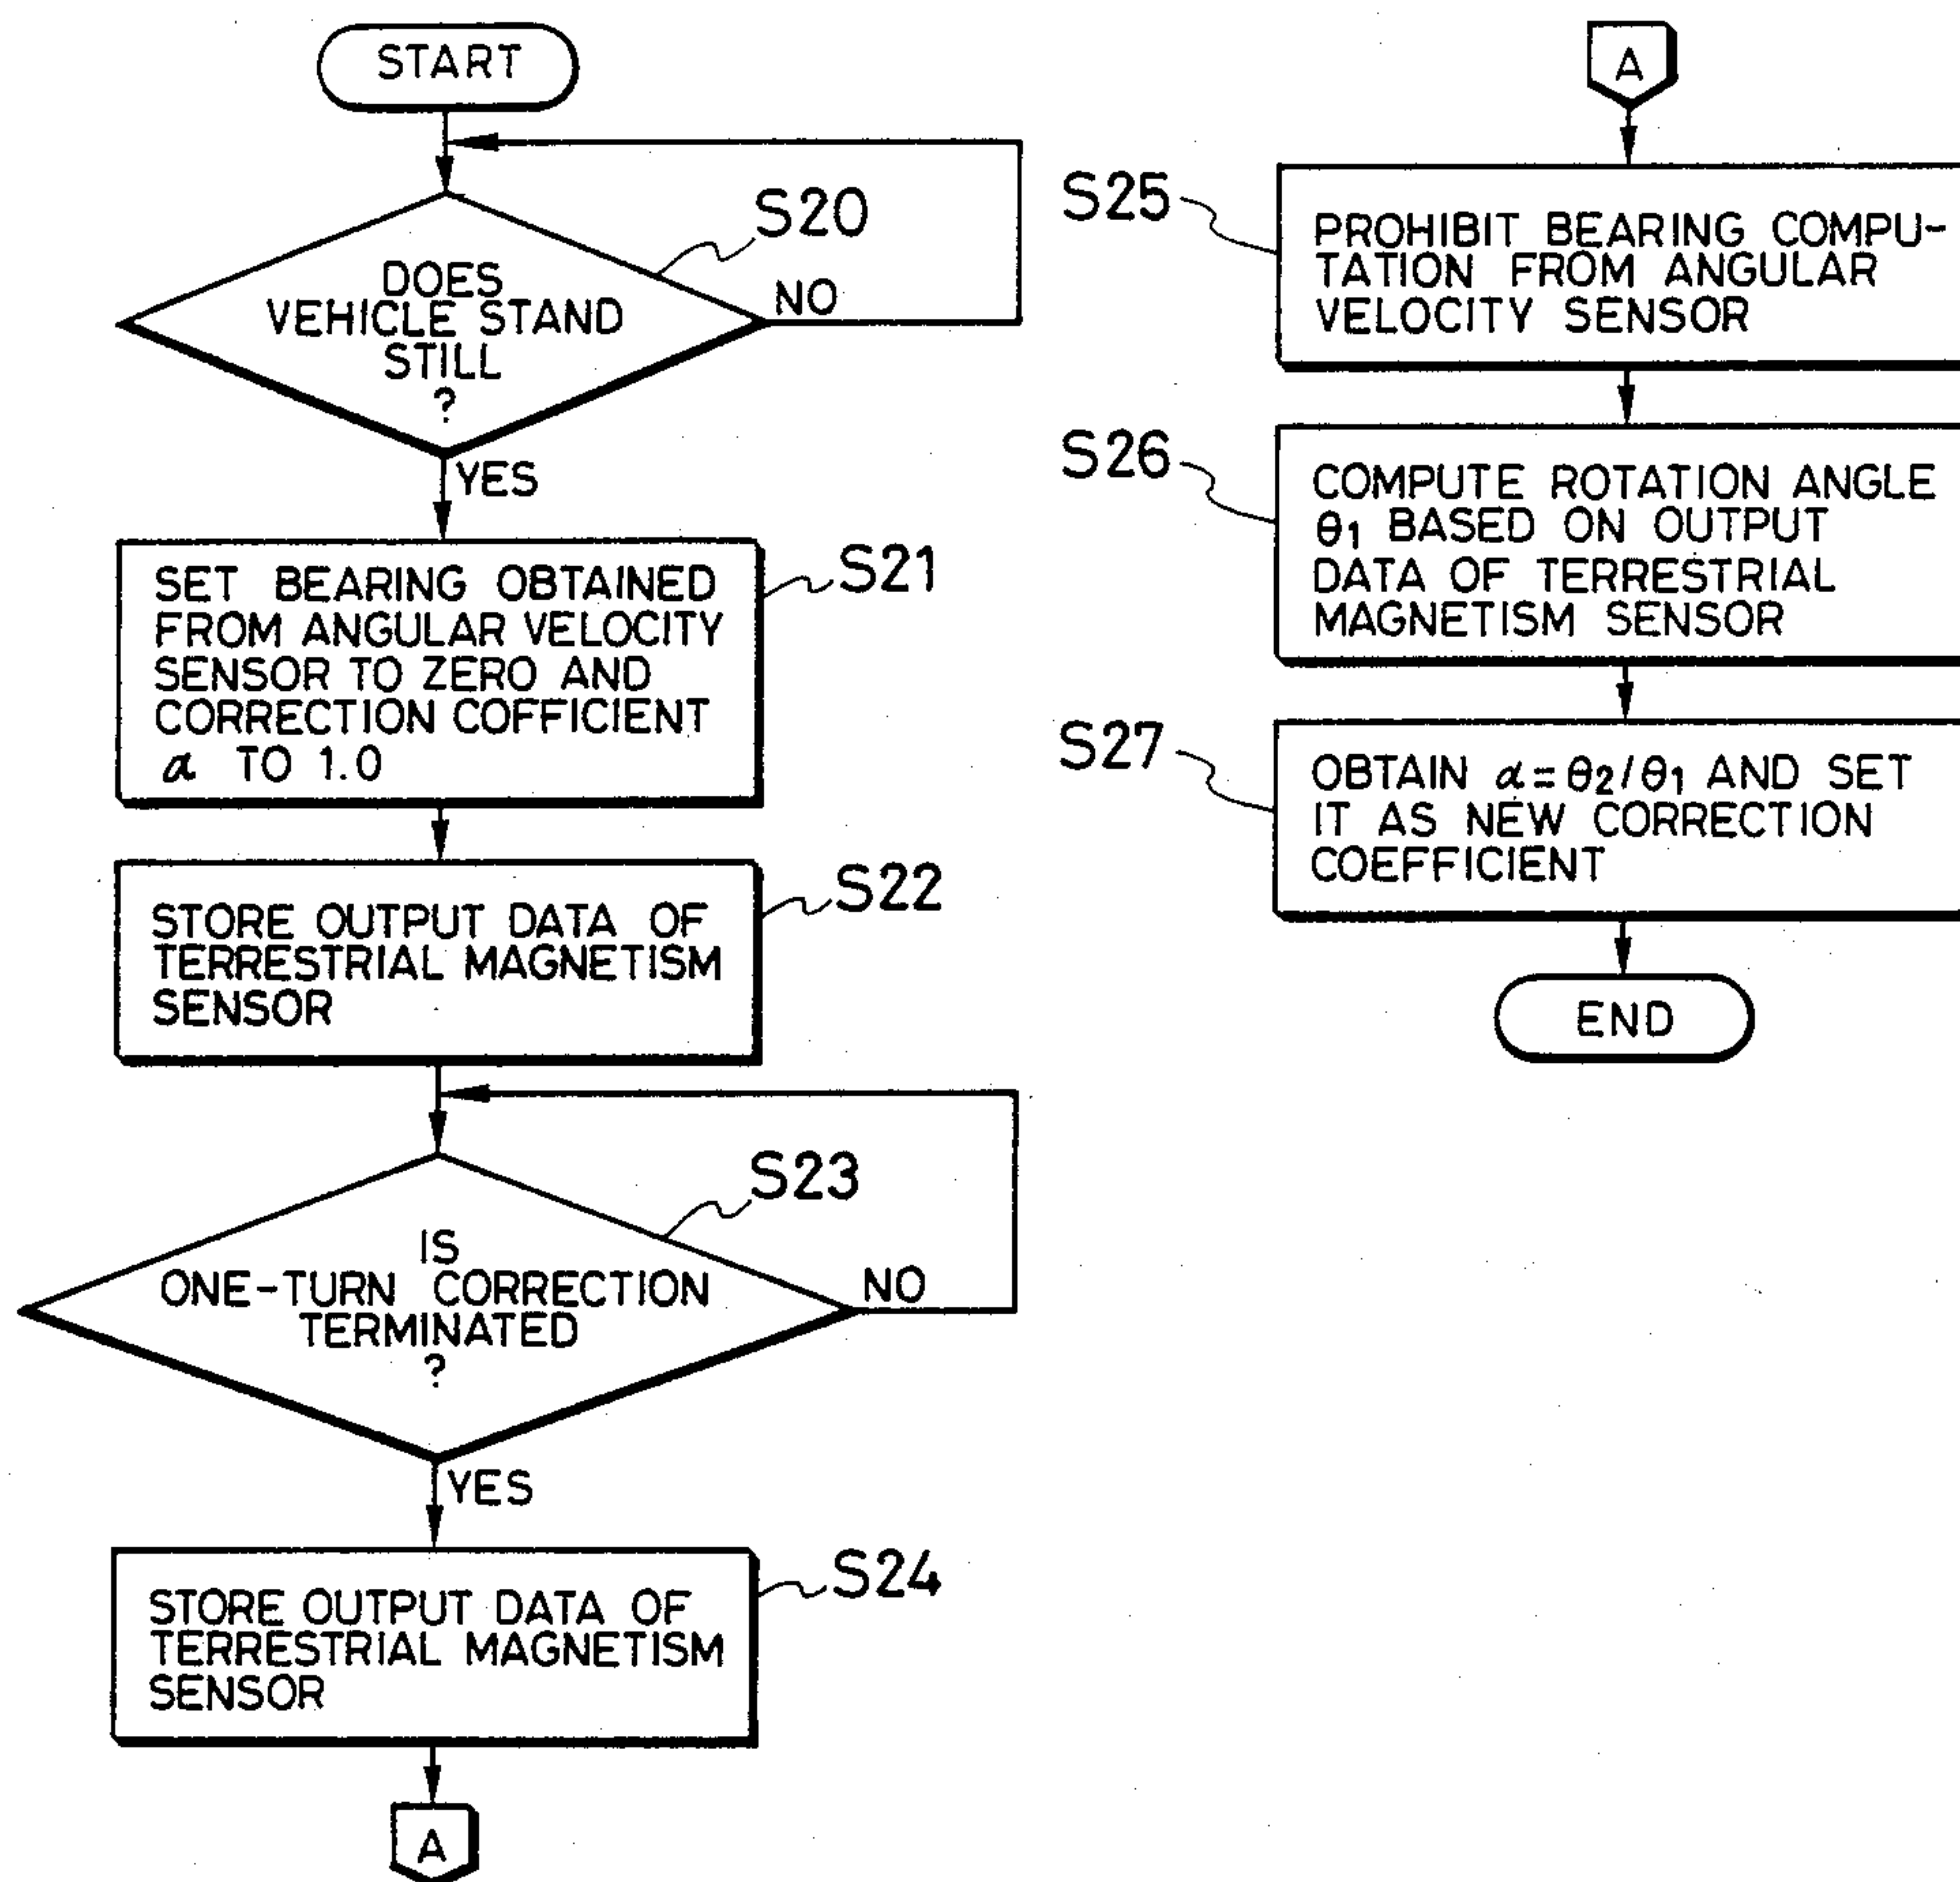 START
S20
DOES
VEHICLE STAND
STILL
?
NO
YES
S21
SET BEARING OBTAINED
FROM ANGULAR VELOCITY
SENSOR TO ZERO AND
CORRECTION COFFICIENT
α TO 1.0
S22
STORE OUTPUT DATA OF
TERRESTRIAL MAGNETISM
SENSOR
S23
IS
ONE-TURN CORRECTION
TERMINATED
?
NO
YES
S24
STORE OUTPUT DATA OF
TERRESTRIAL MAGNETISM
SENSOR
A
A
S25
PROHIBIT BEARING COMPU-
TATION FROM ANGULAR
VELOCITY SENSOR
S26
COMPUTE ROTATION ANGLE
θ1 BASED ON OUTPUT
DATA OF TERRESTRIAL
MAGNETISM SENSOR
S27
OBTAIN α=θ2/θ1 AND SET
IT AS NEW CORRECTION
COEFFICIENT
END